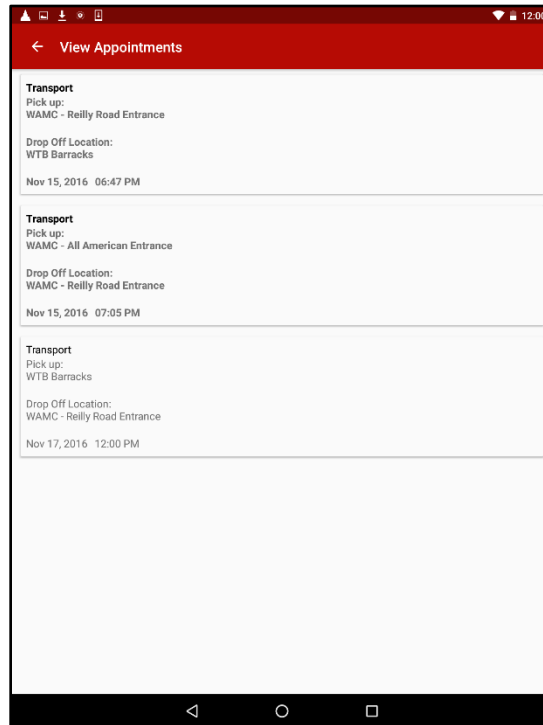 12:00
View Appointments
Transport
Pick up:
WAMC - Reilly Road Entrance
Drop Off Location:
WTB Barracks
Nov 15, 2016 06:47 PM
Transport
Pick up:
WAMC - All American Entrance
Drop Off Location:
WAMC - Reilly Road Entrance
Nov 15, 2016 07:05 PM
Transport
Pick up:
WTB Barracks
Drop Off Location:
WAMC - Reilly Road Entrance
Nov 17, 2016 12:00 PM